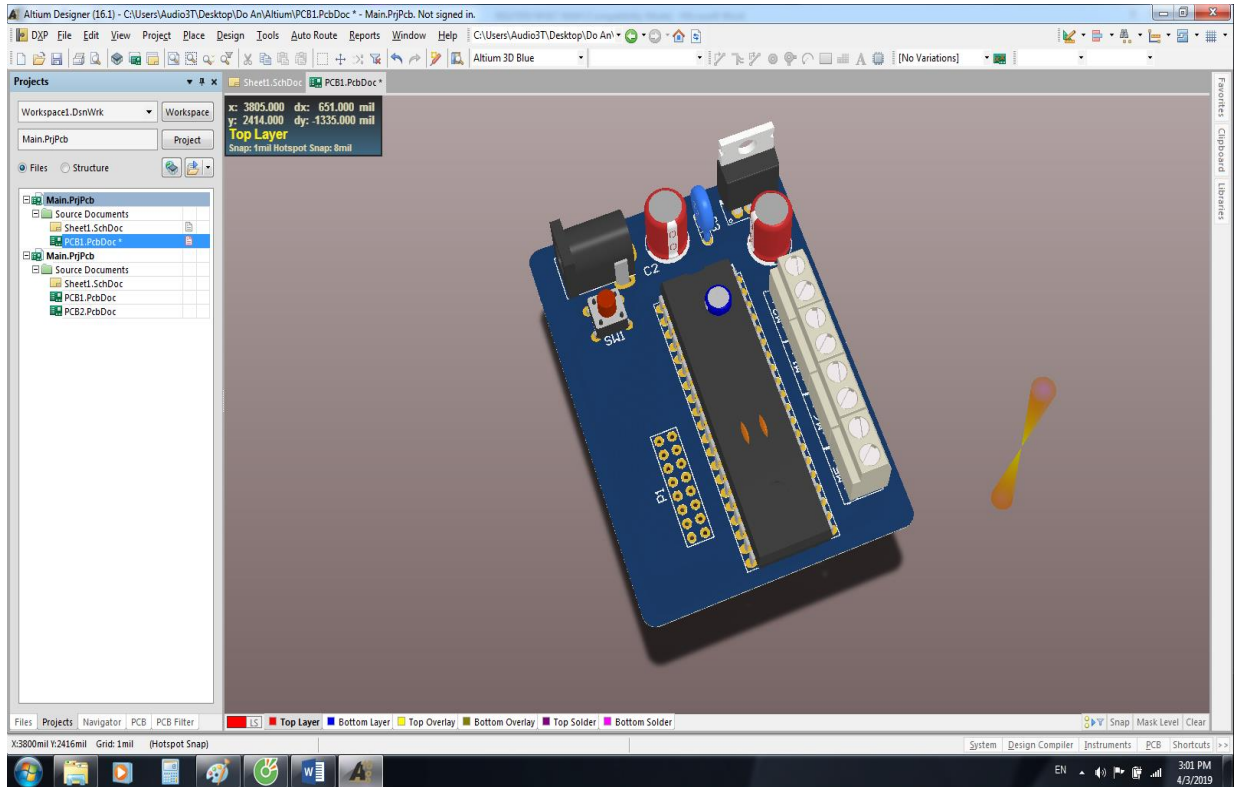 Altium Designer (16.1) - C:\Users\Audio3T\Desktop\Do An\Altium\PCB1.PcbDoc * - Main.PrjPcb. Not signed in.
DXP File Edit View Project Place Design Tools Auto Route Reports Window Help C:\Users\Audio3T\Desktop\Do An\
Altium 3D Blue [No Variations]
Projects
Sheet1.SchDoc PCB1.PcbDoc *
Workspace1.DsnWrk Workspace
Main.PrjPcb Project
Files Structure
Main.PrjPcb
Source Documents
Sheet1.SchDoc
PCB1.PcbDoc *
Main.PrjPcb
Source Documents
Sheet1.SchDoc
PCB1.PcbDoc
PCB2.PcbDoc
x: 3805.000 dx: 651.000 mil
y: 2414.000 dy: -1335.000 mil
Top Layer
Snap: 1mil Hotspot Snap: 8mil
C2
C3
SW1
P1
Favorites
Clipboard
Libraries
Files Projects Navigator PCB PCB Filter
LS Top Layer Bottom Layer Top Overlay Bottom Overlay Top Solder Bottom Solder
Snap Mask Level Clear
X:3800mil Y:2416mil Grid: 1mil (Hotspot Snap)
System Design Compiler Instruments PCB Shortcuts >>
EN 3:01 PM
4/3/2019